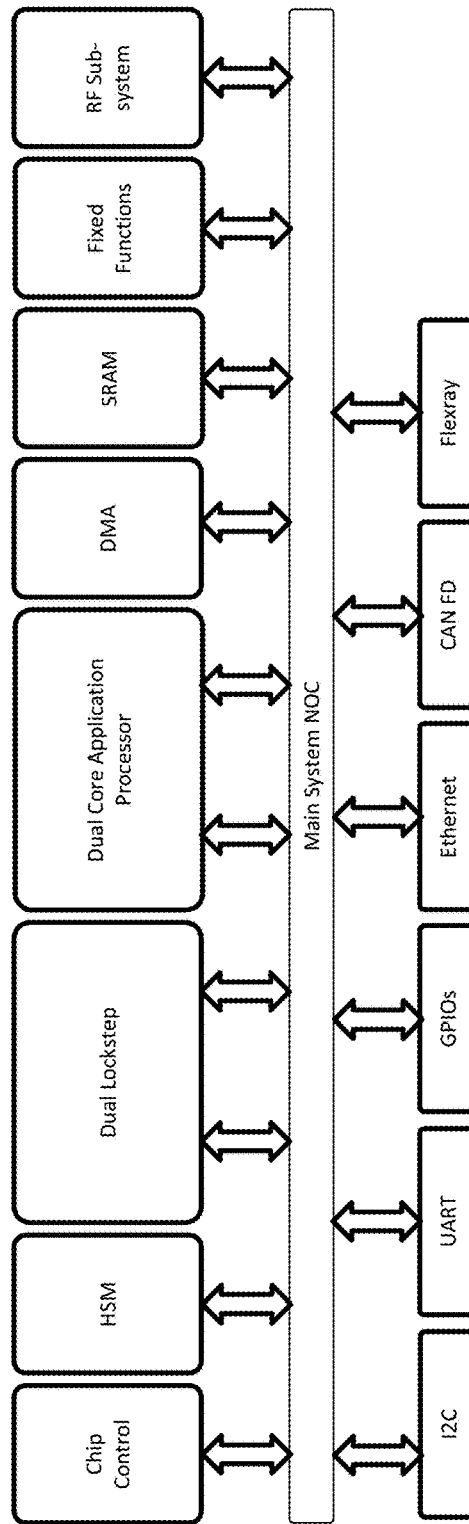 Chip
Control
HSM
Dual Lockstep
Dual Core Application
Processor
DMA
SRAM
Fixed
Functions
RF Sub-
system
Main System NOC
I2C
UART
GPIOs
Ethernet
CAN FD
Flexray